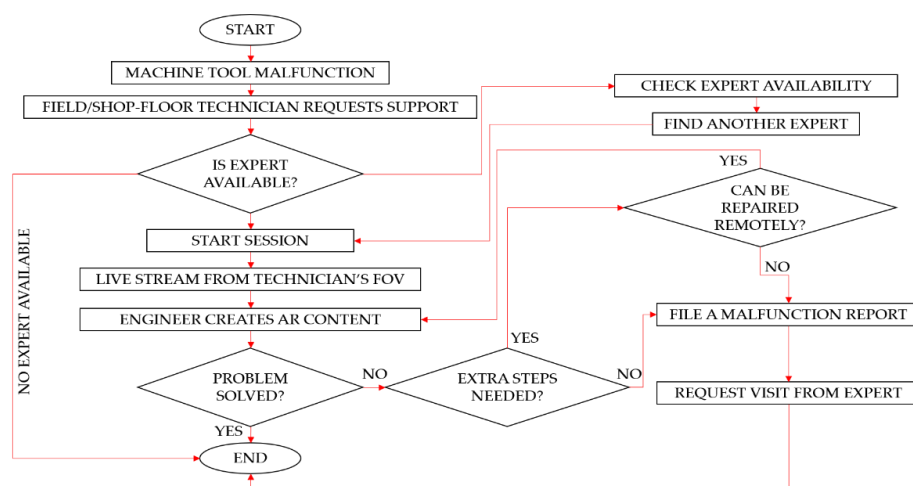 START
MACHINE TOOL MALFUNCTION
FIELD/SHOP-FLOOR TECHNICIAN REQUESTS SUPPORT
IS EXPERT
AVAILABLE?
CHECK EXPERT AVAILABILITY
FIND ANOTHER EXPERT
NO EXPERT AVAILABLE
START SESSION
LIVE STREAM FROM TECHNICIAN'S FOV
ENGINEER CREATES AR CONTENT
PROBLEM
SOLVED?
NO
YES
EXTRA STEPS
NEEDED?
YES
NO
YES
CAN BE
REPAIRED
REMOTELY?
NO
FILE A MALFUNCTION REPORT
REQUEST VISIT FROM EXPERT
END